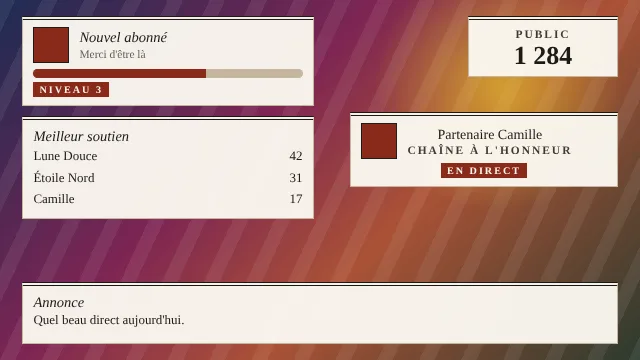 Nouvel abonné
Merci d'être là
NIVEAU 3
PUBLIC
1 284
Meilleur soutien
Lune Douce 42
Étoile Nord 31
Camille 17
Partenaire Camille
CHAÎNE À L'HONNEUR
EN DIRECT
Annonce
Quel beau direct aujourd'hui.